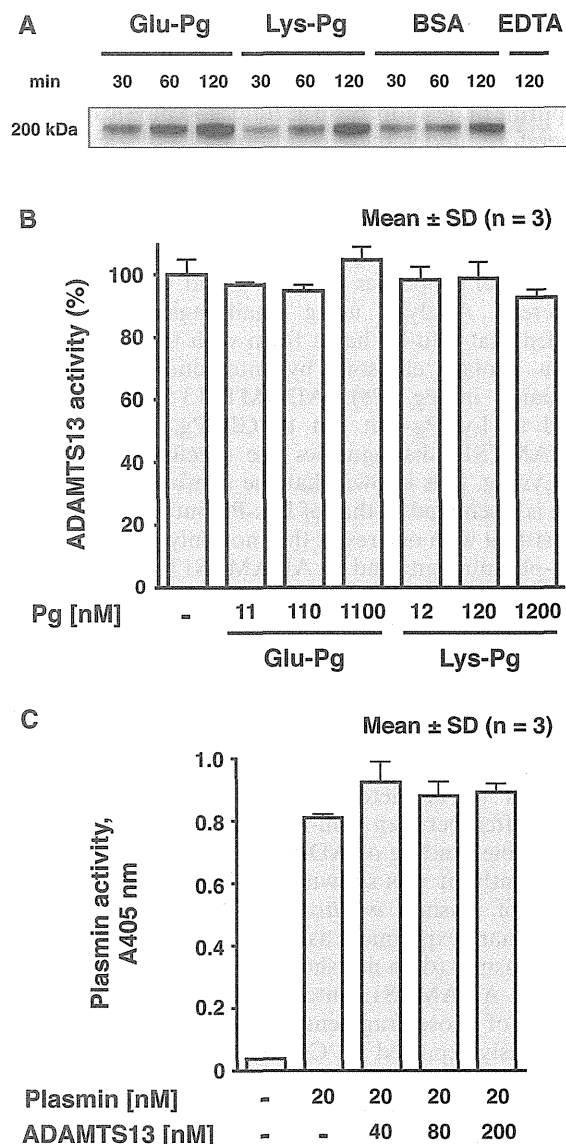 A
Glu-Pg Lys-Pg BSA EDTA
min 30 60 120 30 60 120 30 60 120 120
200 kDa
B
Mean ± SD (n = 3)
ADAMTS13 activity (%)
100
80
60
40
20
0
Pg [nM] - 11 110 1100 12 120 1200
Glu-Pg Lys-Pg
C
Mean ± SD (n = 3)
Plasmin activity,
A405 nm
1.0
0.8
0.6
0.4
0.2
0
Plasmin [nM] - 20 20 20 20
ADAMTS13 [nM] - - 40 80 200